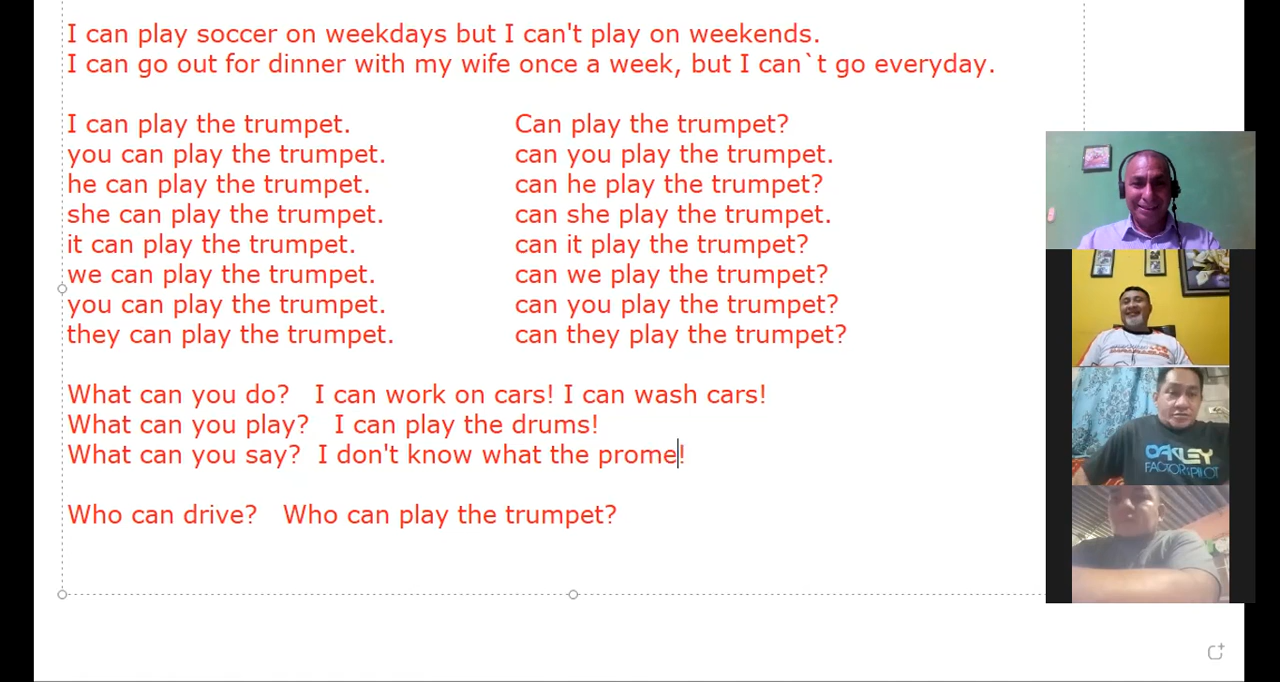 I can play soccer on weekdays but I can't play on weekends.
I can go out for dinner with my wife once a week, but I can`t go everyday.
I can play the trumpet. Can play the trumpet?
you can play the trumpet. can you play the trumpet.
he can play the trumpet. can he play the trumpet?
she can play the trumpet. can she play the trumpet.
it can play the trumpet. can it play the trumpet?
we can play the trumpet. can we play the trumpet?
you can play the trumpet. can you play the trumpet?
they can play the trumpet. can they play the trumpet?
What can you do? I can work on cars! I can wash cars!
What can you play? I can play the drums!
What can you say? I don't know what the prome!
Who can drive? Who can play the trumpet?
OAKLEY
FACTORY PILOT